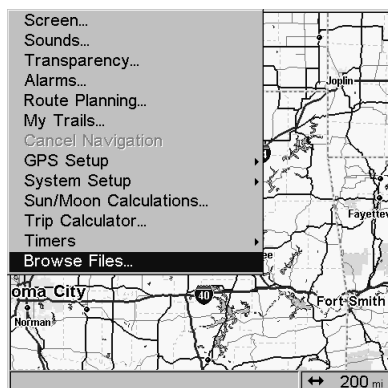 Screen...
Sounds...
Transparency...
Alarms...
Route Planning...
My Trails...
Cancel Navigation
GPS Setup
System Setup
Sun/Moon Calculations...
Trip Calculator...
Timers
Browse Files...
Joplin
Fayettev
ee
oma City
40
Fort Smith
Norman
200 mi